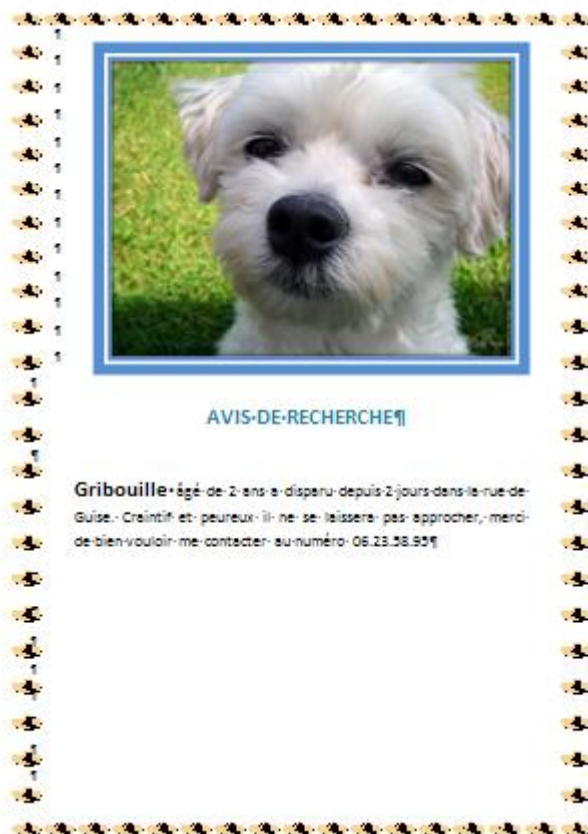 AVIS·DE·RECHERCHE¶
Gribouille·âgé·de·2·ans·a·disparu·depuis·2·jours·dans·la·rue·de·
Guise.·Craintif·et·peureux·il·ne·se·laissera·pas·approcher,·merci·
de·bien·vouloir·me·contacter·au·numéro·06.23.58.95¶